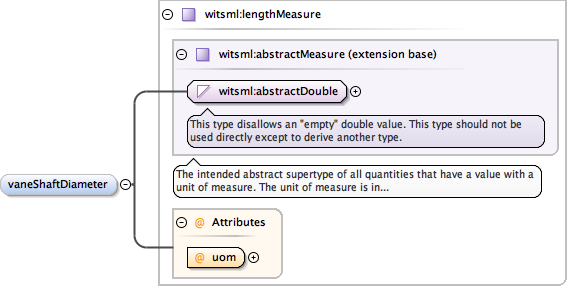 witsml:lengthMeasure
witsml:abstractMeasure (extension base)
witsml:abstractDouble
This type disallows an "empty" double value. This type should not be
used directly except to derive another type.
The intended abstract supertype of all quantities that have a value with a
unit of measure. The unit of measure is in...
vaneShaftDiameter
@ Attributes
@ uom